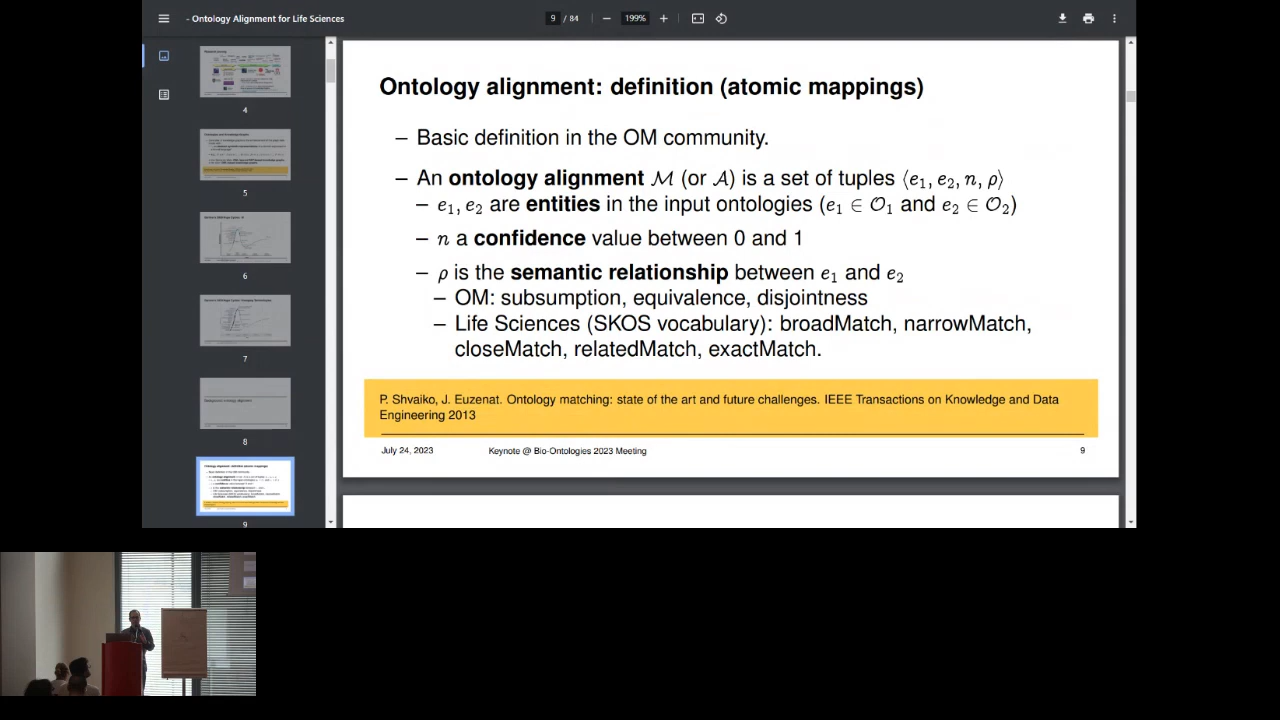 - Ontology Alignment for Life Sciences
9 / 84
199%
4
5
6
7
8
9
Ontology alignment: definition (atomic mappings)
– Basic definition in the OM community.
– An ontology alignment ℳ (or 𝒜) is a set of tuples ⟨e₁, e₂, n, ρ⟩
– e₁, e₂ are entities in the input ontologies (e₁ ∈ 𝒪₁ and e₂ ∈ 𝒪₂)
– n a confidence value between 0 and 1
– ρ is the semantic relationship between e₁ and e₂
– OM: subsumption, equivalence, disjointness
– Life Sciences (SKOS vocabulary): broadMatch, narrowMatch,
closeMatch, relatedMatch, exactMatch.
P. Shvaiko, J. Euzenat. Ontology matching: state of the art and future challenges. IEEE Transactions on Knowledge and Data
Engineering 2013
July 24, 2023 Keynote @ Bio-Ontologies 2023 Meeting 9